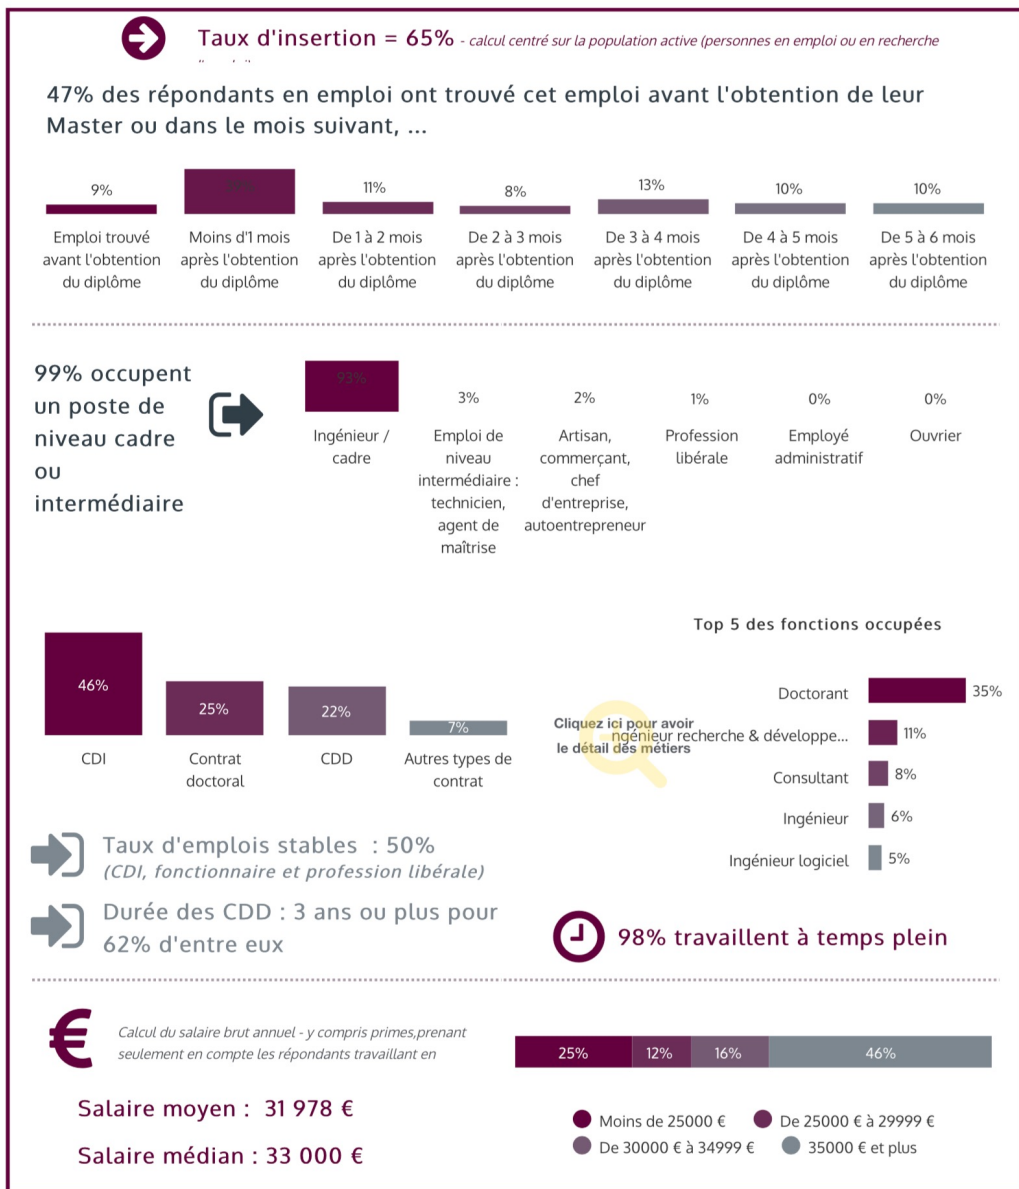 Taux d'insertion = 65% - calcul centré sur la population active (personnes en emploi ou en recherche
47% des répondants en emploi ont trouvé cet emploi avant l'obtention de leur
Master ou dans le mois suivant, ...
9%
11%
8%
13%
10%
10%
Emploi trouvé
avant l'obtention
du diplôme
Moins d'1 mois
après l'obtention
du diplôme
De 1 à 2 mois
après l'obtention
du diplôme
De 2 à 3 mois
après l'obtention
du diplôme
De 3 à 4 mois
après l'obtention
du diplôme
De 4 à 5 mois
après l'obtention
du diplôme
De 5 à 6 mois
après l'obtention
du diplôme
99% occupent
un poste de
niveau cadre
ou
intermédiaire
93%
Ingénieur /
cadre
3%
Emploi de
niveau
intermédiaire :
technicien,
agent de
maîtrise
2%
Artisan,
commerçant,
chef
d'entreprise,
autoentrepreneur
1%
Profession
libérale
0%
Employé
administratif
0%
Ouvrier
46%
CDI
25%
Contrat
doctoral
22%
CDD
7%
Autres types de
contrat
Top 5 des fonctions occupées
Doctorant 35%
Cliquez ici pour avoir
le détail des métiers
ngénieur recherche & développe... 11%
Consultant 8%
Ingénieur 6%
Ingénieur logiciel 5%
Taux d'emplois stables : 50%
(CDI, fonctionnaire et profession libérale)
Durée des CDD : 3 ans ou plus pour
62% d'entre eux
98% travaillent à temps plein
€
Calcul du salaire brut annuel - y compris primes,prenant
seulement en compte les répondants travaillant en
Salaire moyen : 31 978 €
Salaire médian : 33 000 €
25% 12% 16% 46%
Moins de 25000 € De 25000 € à 29999 €
De 30000 € à 34999 € 35000 € et plus